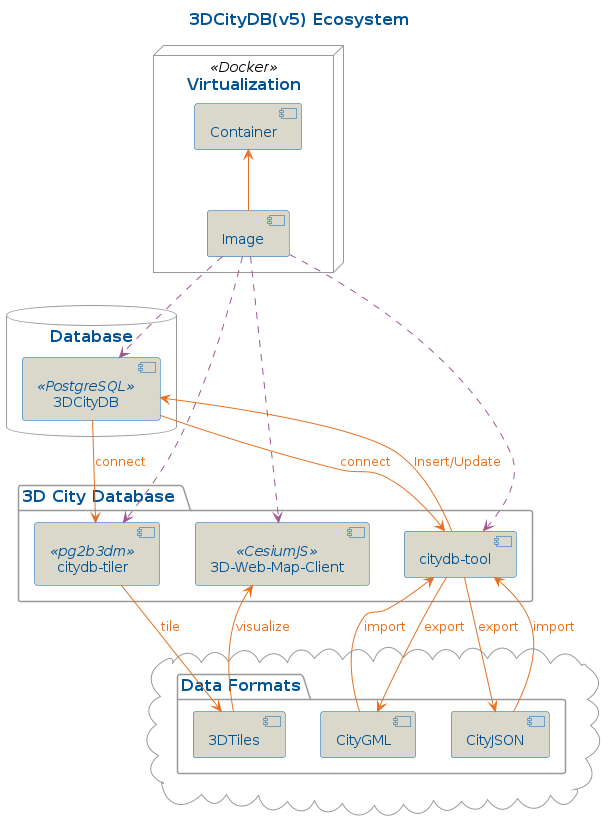 3DCityDB(v5) Ecosystem
«Docker»
Virtualization
Container
Image
Database
«PostgreSQL»
3DCityDB
connect
connect
Insert/Update
3D City Database
«pg2b3dm»
citydb-tiler
«CesiumJS»
3D-Web-Map-Client
citydb-tool
tile
visualize
import
export
export
import
Data Formats
3DTiles
CityGML
CityJSON